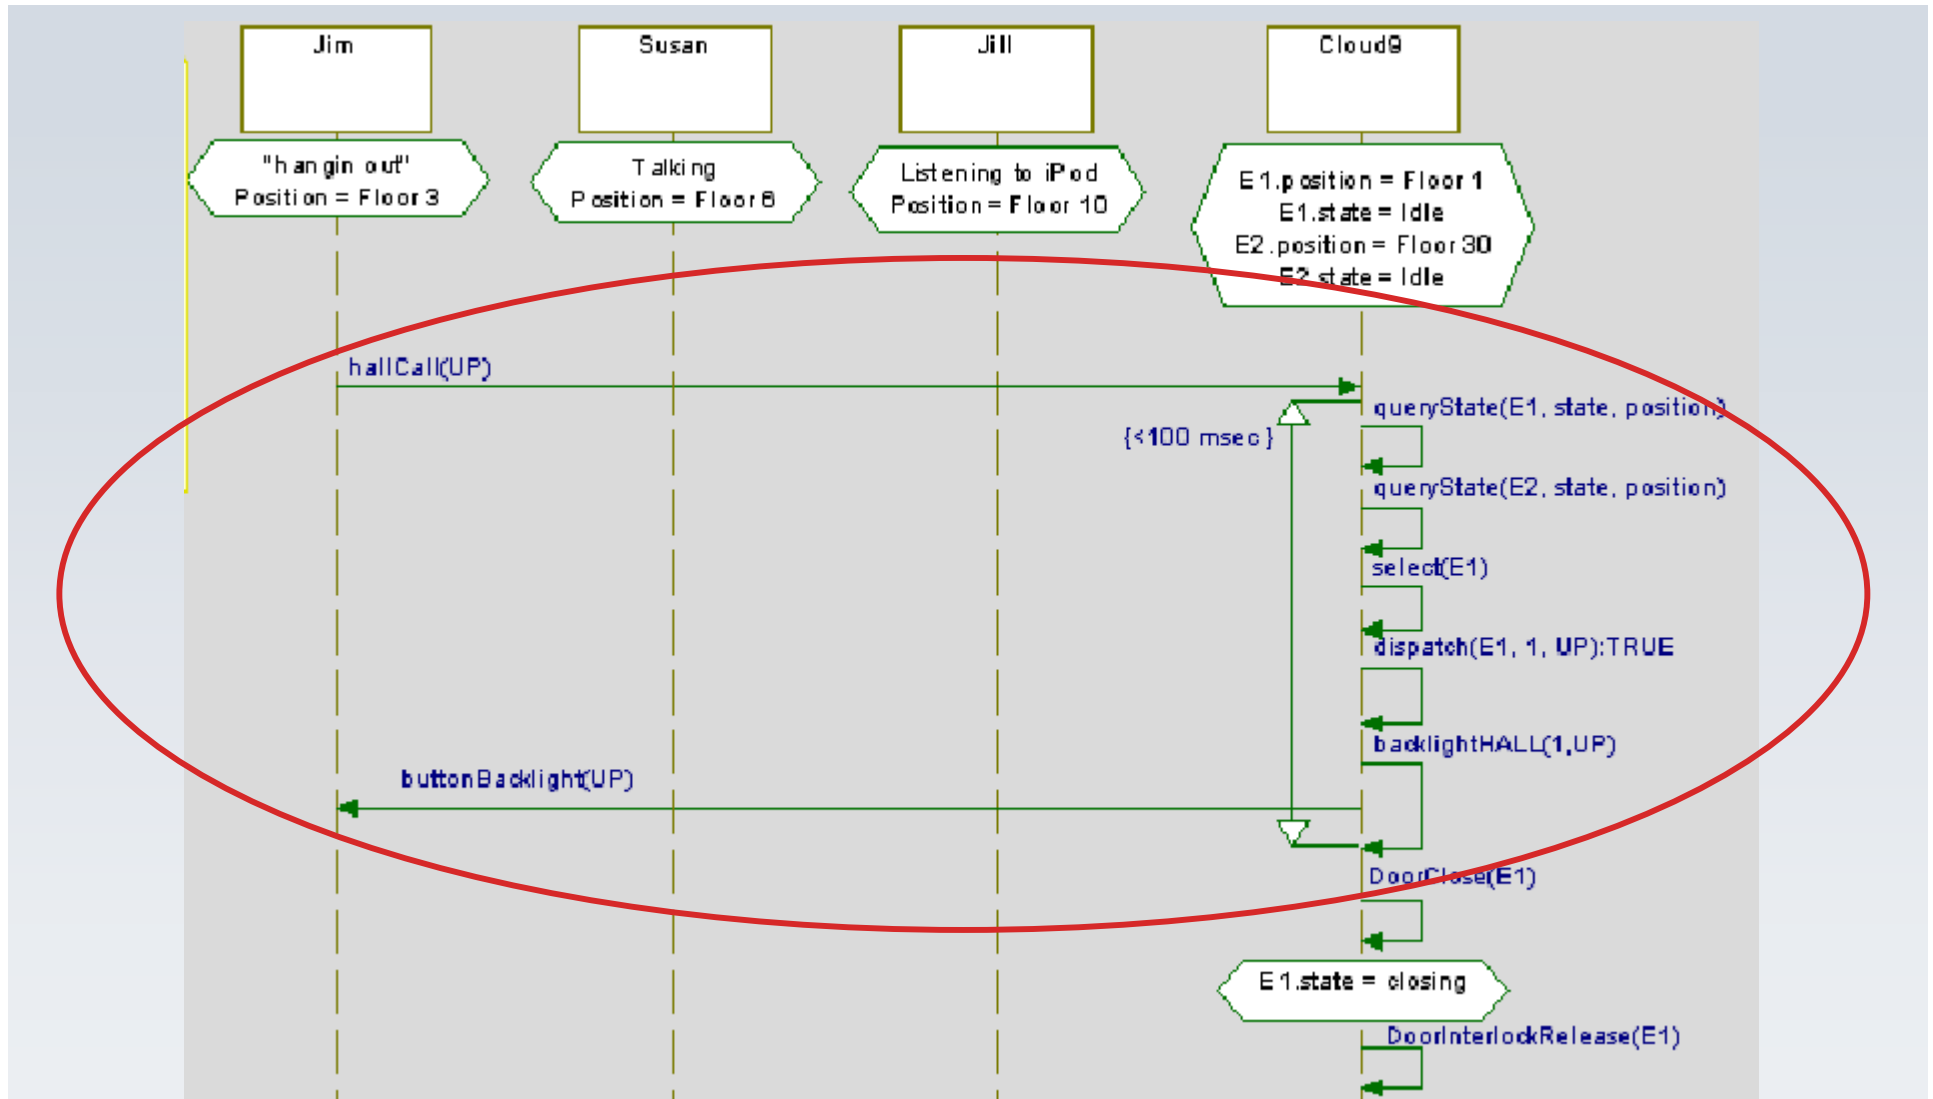 Jim
Susan
Jill
Cloud9
"hangin out"
Position = Floor 3
Talking
Position = Floor 6
Listening to iPod
Position = Floor 10
E1.position = Floor 1
E1.state = Idle
E2.position = Floor 30
E2.state = Idle
hallCall(UP)
queryState(E1, state, position)
{<100 msec}
queryState(E2, state, position)
select(E1)
dispatch(E1, 1, UP):TRUE
backlightHALL(1,UP)
buttonBacklight(UP)
DoorClose(E1)
E1.state = closing
DoorInterlockRelease(E1)